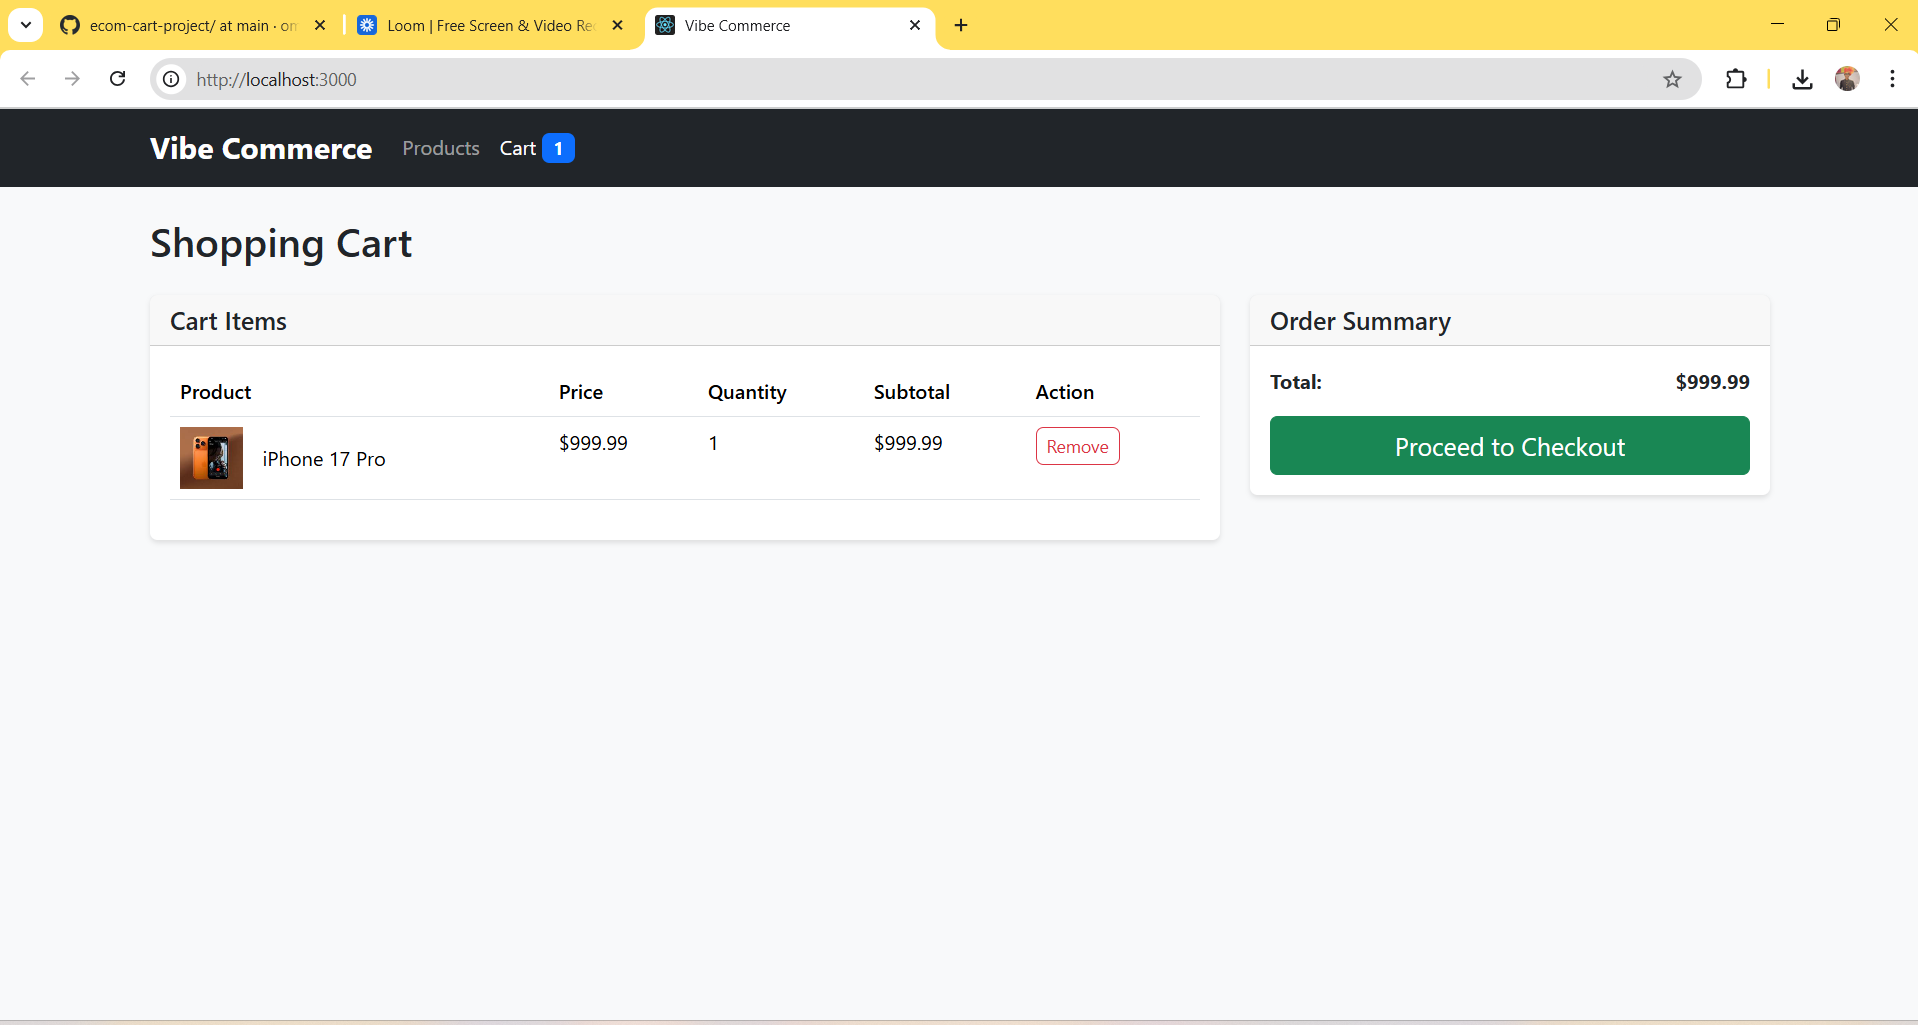 ecom-cart-project/ at main · om
Loom | Free Screen & Video Rec
Vibe Commerce
http://localhost:3000
Vibe Commerce Products Cart 1
Shopping Cart
Cart Items
Product Price Quantity Subtotal Action
iPhone 17 Pro $999.99 1 $999.99 Remove
Order Summary
Total: $999.99
Proceed to Checkout